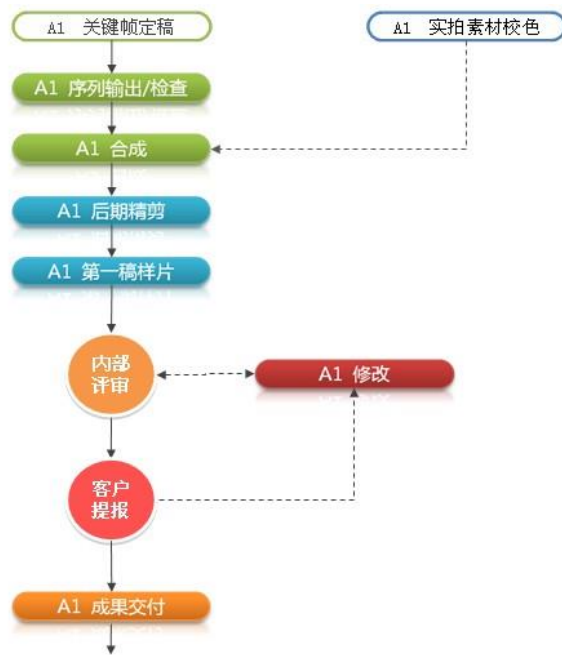 A1 关键帧定稿
A1 实拍素材校色
A1 序列输出/检查
A1 合成
A1 后期精剪
A1 第一稿样片
内部
评审
A1 修改
客户
提报
A1 成果交付